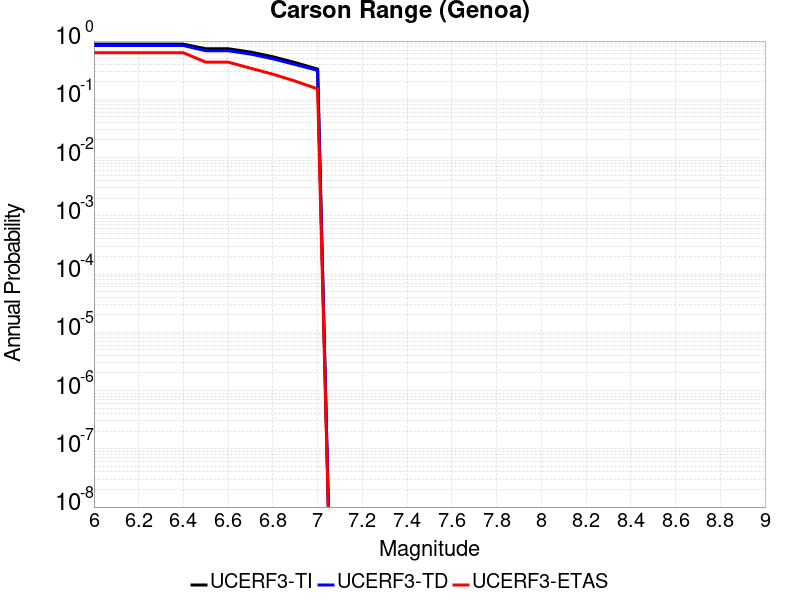 Carson Range (Genoa)
10^0
10^-1
10^-2
10^-3
10^-4
10^-5
10^-6
10^-7
10^-8
Annual Probability
6 6.2 6.4 6.6 6.8 7 7.2 7.4 7.6 7.8 8 8.2 8.4 8.6 8.8 9
Magnitude
UCERF3-TI UCERF3-TD UCERF3-ETAS